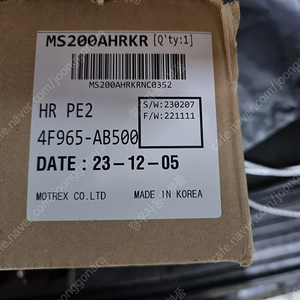 MS200AHRKR [Q'ty:1]
MS200AHRKRNC0352
HR PE2
S/W:230207
F/W:221111
4F965-AB500
DATE : 23-12-05
MOTREX CO.LTD MADE IN KOREA